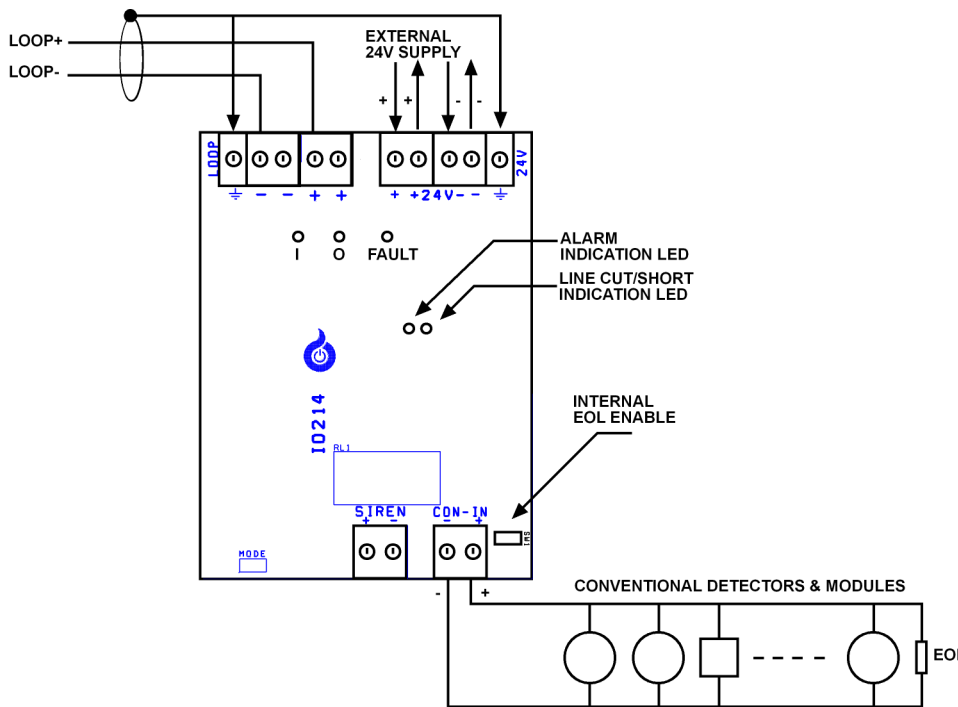 LOOP+
LOOP-
EXTERNAL
24V SUPPLY
+ + - -
LOOP
24V
- - + + + +24V- -
I O FAULT
ALARM
INDICATION LED
LINE CUT/SHORT
INDICATION LED
IO214
INTERNAL
EOL ENABLE
RL1
SIREN
+ -
CON-IN
- +
SW1
MODE
- +
CONVENTIONAL DETECTORS & MODULES